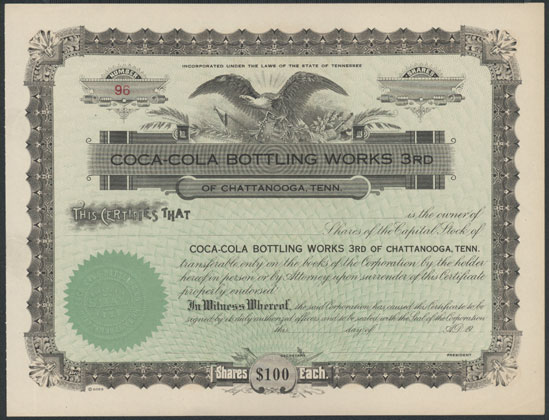 INCORPORATED UNDER THE LAWS OF THE STATE OF TENNESSEE
NUMBER
96
SHARES
COCA-COLA BOTTLING WORKS 3RD
OF CHATTANOOGA, TENN.
THIS CERTIFIES THAT
is the owner of
Shares of the Capital Stock of
COCA-COLA BOTTLING WORKS 3RD OF CHATTANOOGA, TENN.
transferable only on the books of the Corporation by the holder
hereof in person or by Attorney upon surrender of this Certificate
properly endorsed.
In Witness Whereof, the said Corporation has caused this Certificate to be
signed by its duly authorized officers and to be sealed with the Seal of the Corporation
this day of A.D. 19
SECRETARY
PRESIDENT
Shares $100 Each.